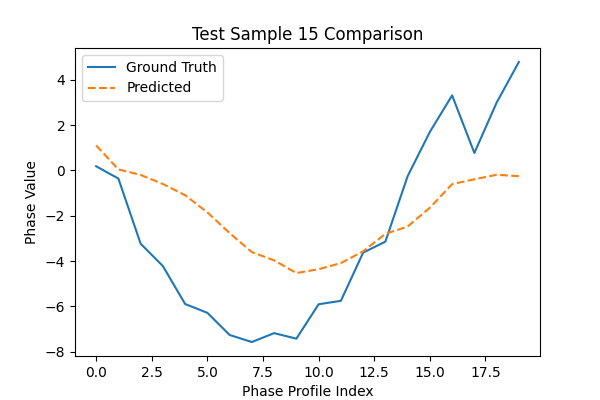 Test Sample 15 Comparison
Ground Truth
Predicted
Phase Value
4
2
0
−2
−4
−6
−8
0.0 2.5 5.0 7.5 10.0 12.5 15.0 17.5
Phase Profile Index